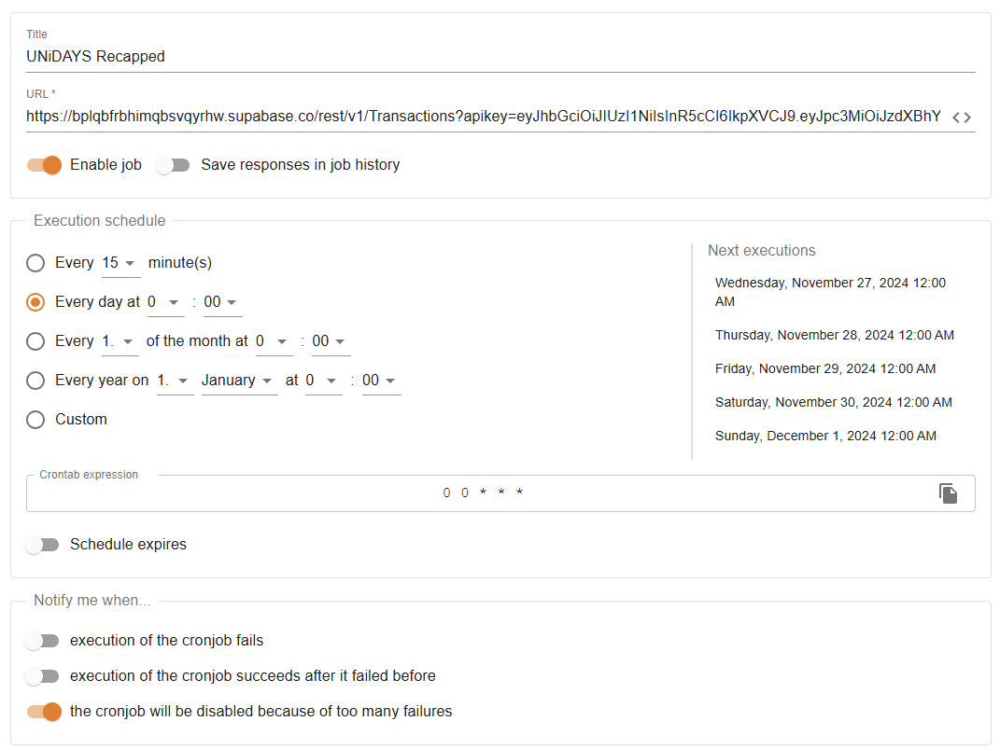 Title
UNiDAYS Recapped
URL *
https://bplqbfrbhimqbsvqyrhw.supabase.co/rest/v1/Transactions?apikey=eyJhbGciOiJIUzI1NiIsInR5cCI6IkpXVCJ9.eyJpc3MiOiJzdXBhY
Enable job Save responses in job history
Execution schedule
Every 15 minute(s)
Every day at 0 : 00
Every 1. of the month at 0 : 00
Every year on 1. January at 0 : 00
Custom
Next executions
Wednesday, November 27, 2024 12:00
AM
Thursday, November 28, 2024 12:00 AM
Friday, November 29, 2024 12:00 AM
Saturday, November 30, 2024 12:00 AM
Sunday, December 1, 2024 12:00 AM
Crontab expression
0 0 * * *
Schedule expires
Notify me when...
execution of the cronjob fails
execution of the cronjob succeeds after it failed before
the cronjob will be disabled because of too many failures